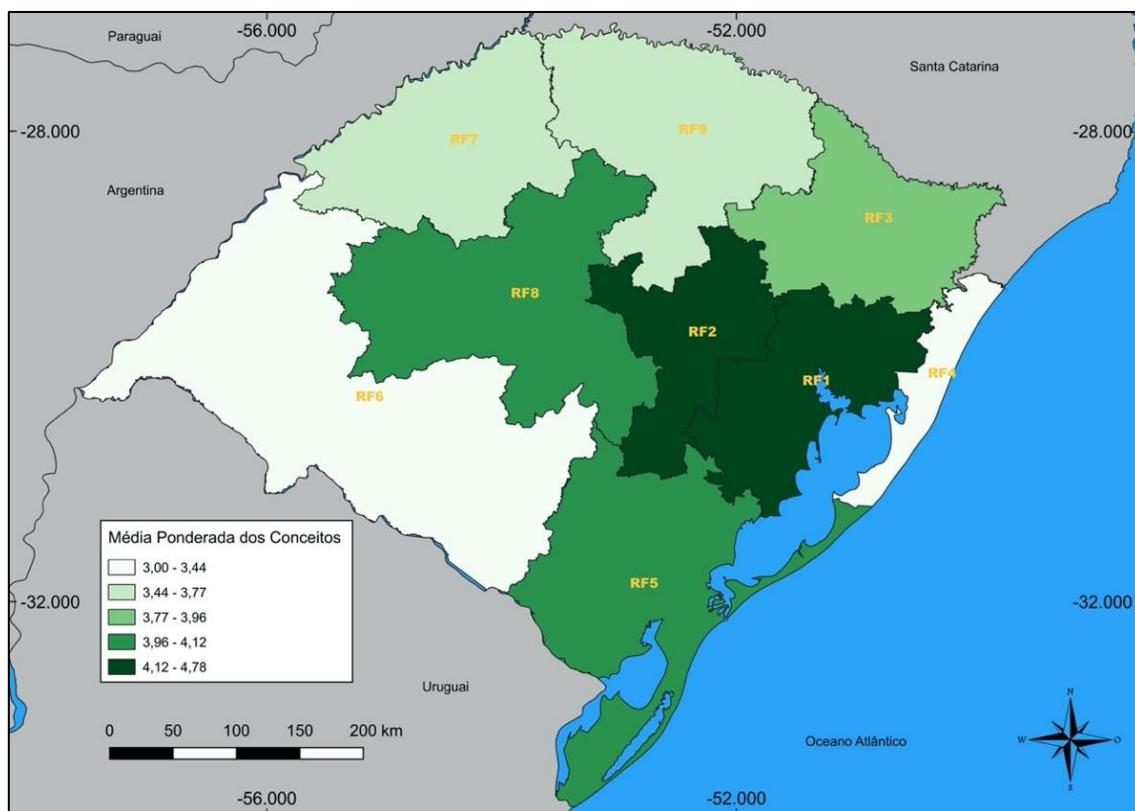 -56.000
-52.000
Paraguai
Santa Catarina
-28.000
-28.000
RF7
RF9
Argentina
RF3
RF8
RF2
RF1
RF4
RF6
Média Ponderada dos Conceitos
3,00 - 3,44
3,44 - 3,77
3,77 - 3,96
3,96 - 4,12
4,12 - 4,78
RF5
-32.000
-32.000
Uruguai
0 50 100 150 200 km
Oceano Atlântico
N
W
O
S
-56.000
-52.000